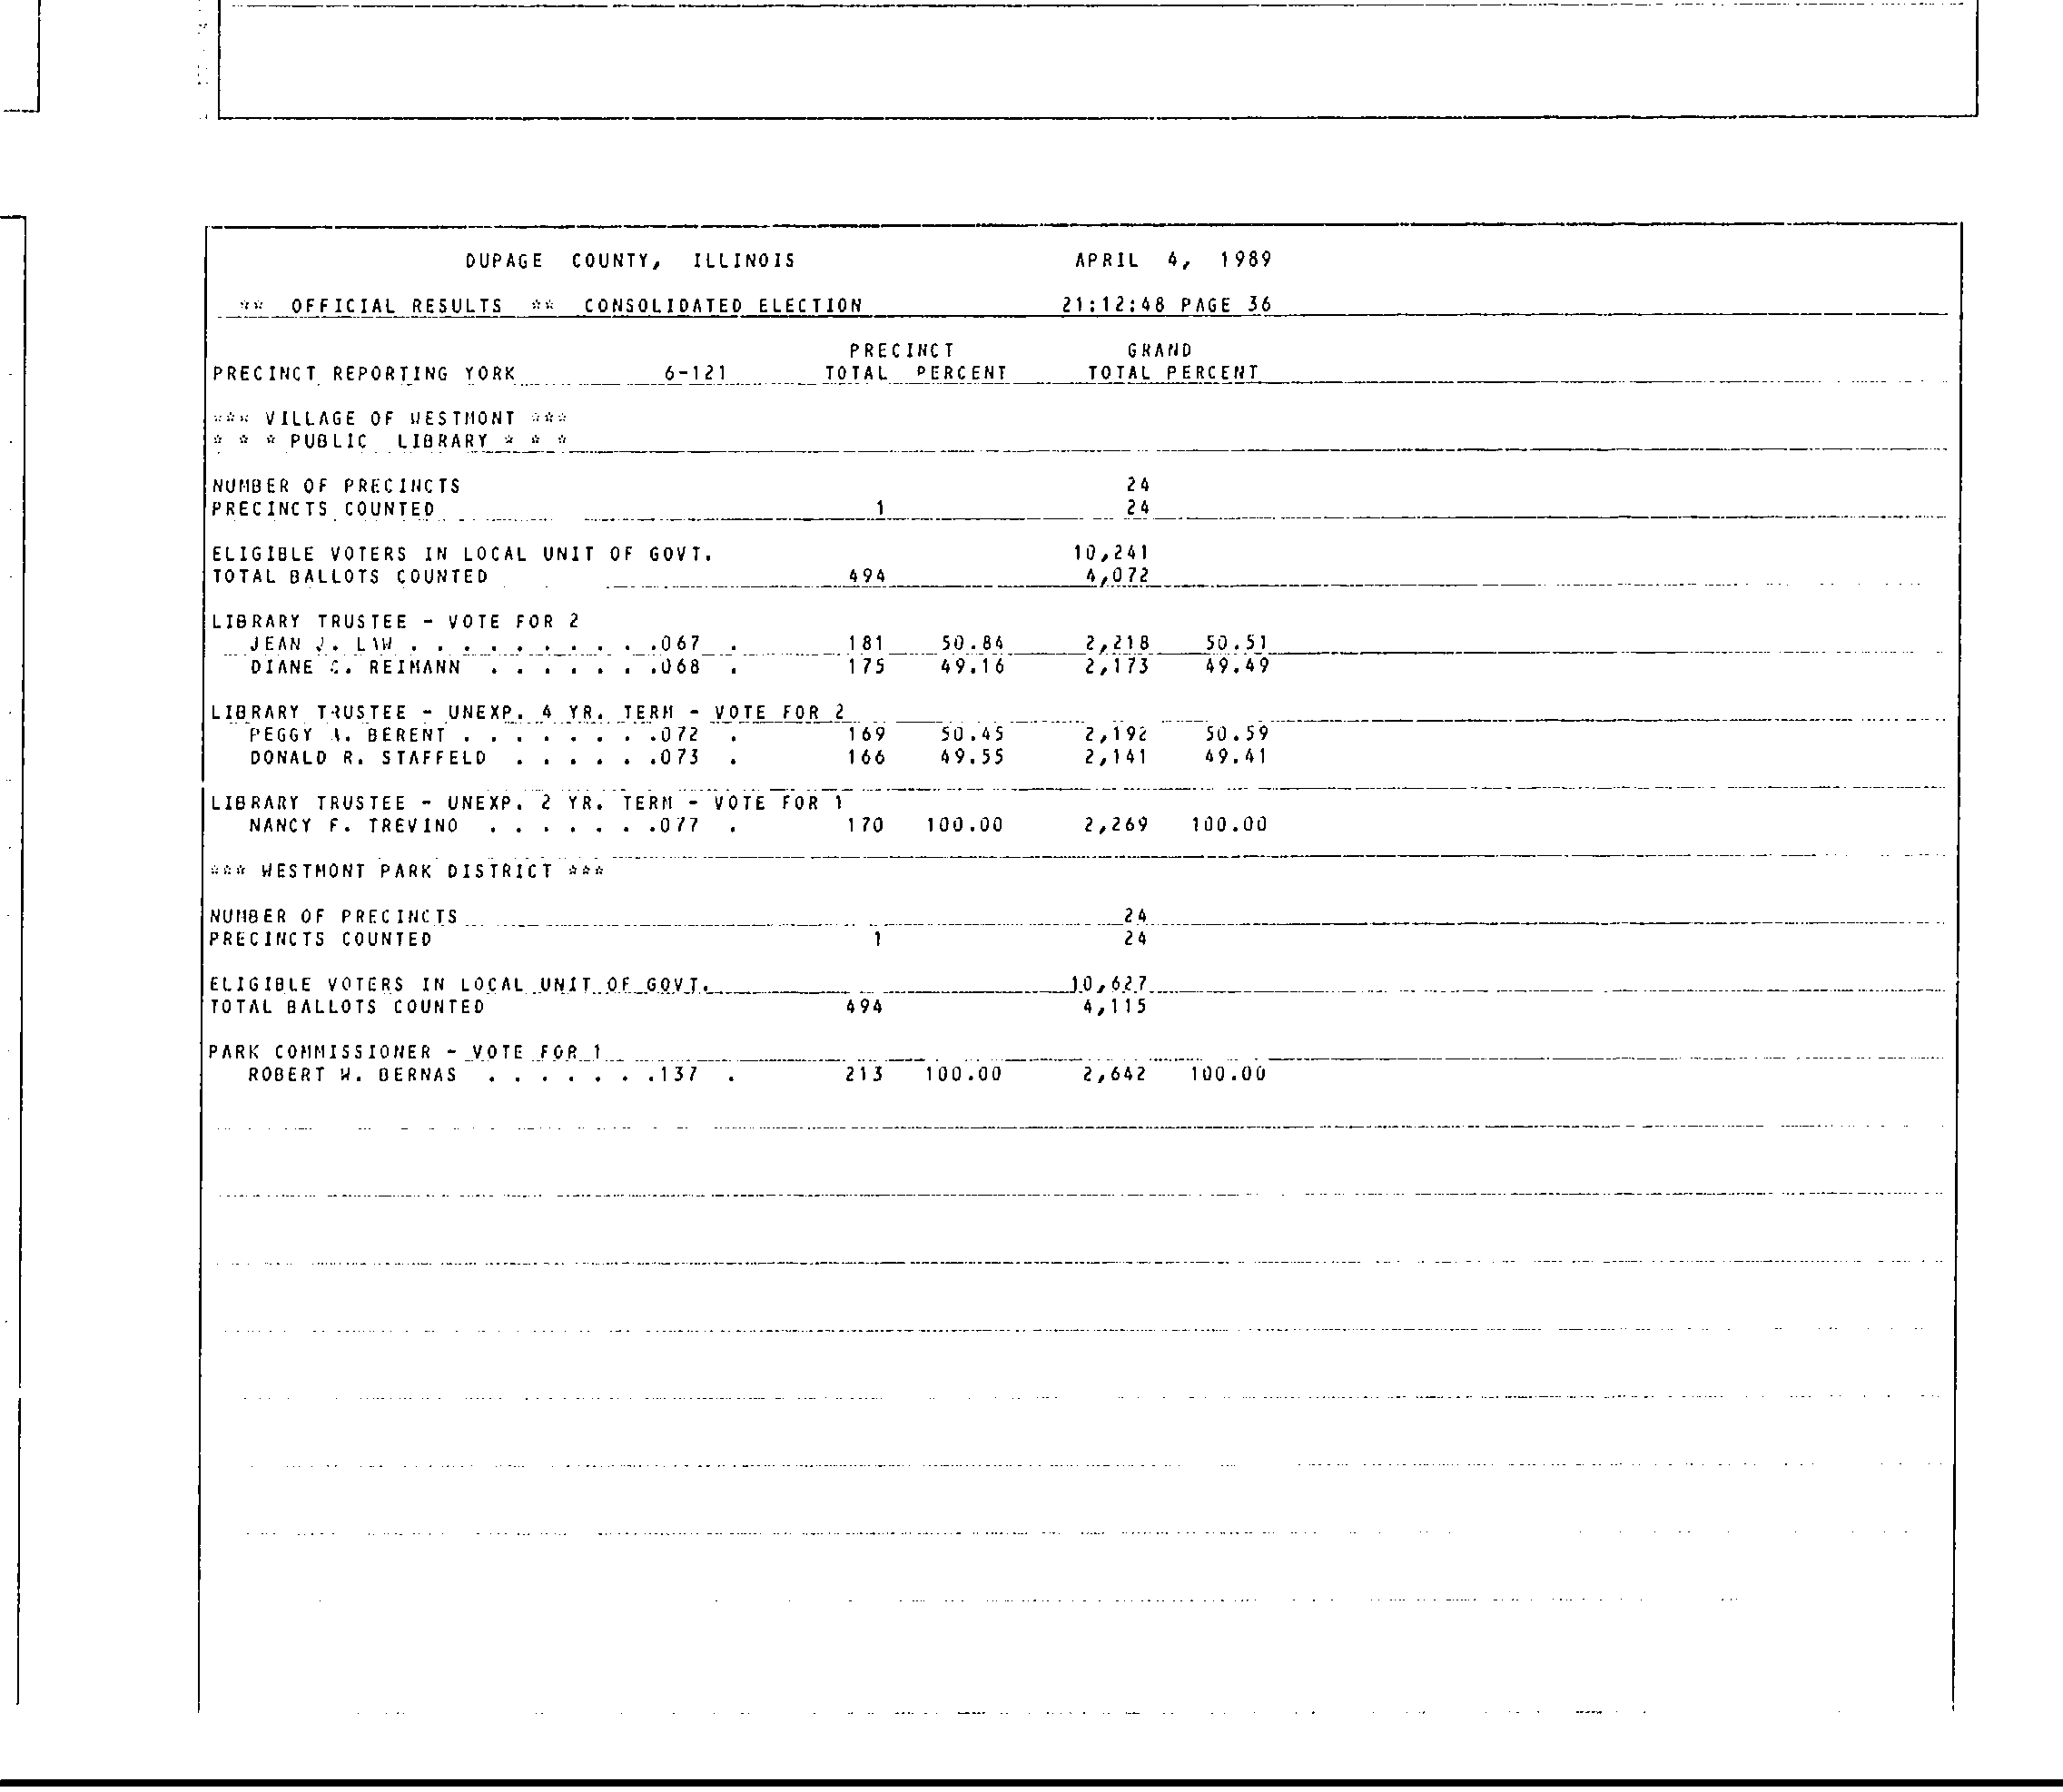 DUPAGE COUNTY, ILLINOIS APRIL 4, 1989
** OFFICIAL RESULTS ** CONSOLIDATED ELECTION 21:12:48 PAGE 36
PRECINCT GRAND
PRECINCT REPORTING YORK 6-121 TOTAL PERCENT TOTAL PERCENT
*** VILLAGE OF WESTMONT ***
* * * PUBLIC LIBRARY * * *
NUMBER OF PRECINCTS 24
PRECINCTS COUNTED 1 24
ELIGIBLE VOTERS IN LOCAL UNIT OF GOVT. 10,241
TOTAL BALLOTS COUNTED 494 4,072
LIBRARY TRUSTEE - VOTE FOR 2
JEAN J. LAW . . . . . . . . . .067 . 181 50.84 2,218 50.51
DIANE C. REIMANN . . . . . . .068 . 175 49.16 2,173 49.49
LIBRARY TRUSTEE - UNEXP. 4 YR. TERM - VOTE FOR 2
PEGGY A. BERENT . . . . . . . .072 . 169 50.45 2,192 50.59
DONALD R. STAFFELD . . . . . .073 . 166 49.55 2,141 49.41
LIBRARY TRUSTEE - UNEXP. 2 YR. TERM - VOTE FOR 1
NANCY F. TREVINO . . . . . . .077 . 170 100.00 2,269 100.00
*** WESTMONT PARK DISTRICT ***
NUMBER OF PRECINCTS 24
PRECINCTS COUNTED 1 24
ELIGIBLE VOTERS IN LOCAL UNIT OF GOVT. 10,627
TOTAL BALLOTS COUNTED 494 4,115
PARK COMMISSIONER - VOTE FOR 1
ROBERT W. BERNAS . . . . . . .137 . 213 100.00 2,642 100.00